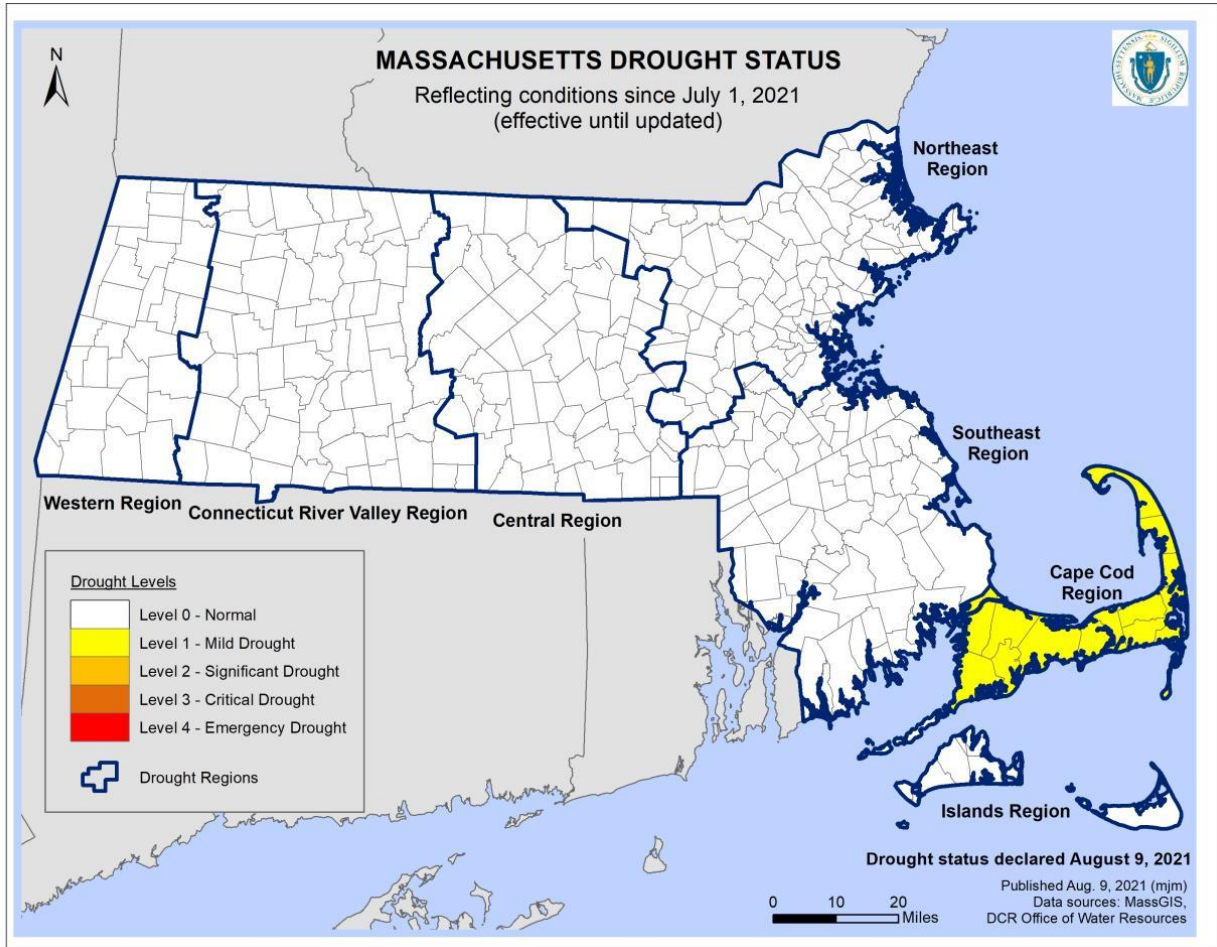 N
MASSACHUSETTS DROUGHT STATUS
Reflecting conditions since July 1, 2021
(effective until updated)
Northeast
Region
Southeast
Region
Cape Cod
Region
Western Region
Connecticut River Valley Region
Central Region
Islands Region
Drought Levels
Level 0 - Normal
Level 1 - Mild Drought
Level 2 - Significant Drought
Level 3 - Critical Drought
Level 4 - Emergency Drought
Drought Regions
Drought status declared August 9, 2021
Published Aug. 9, 2021 (mjm)
Data sources: MassGIS,
DCR Office of Water Resources
0 10 20
Miles